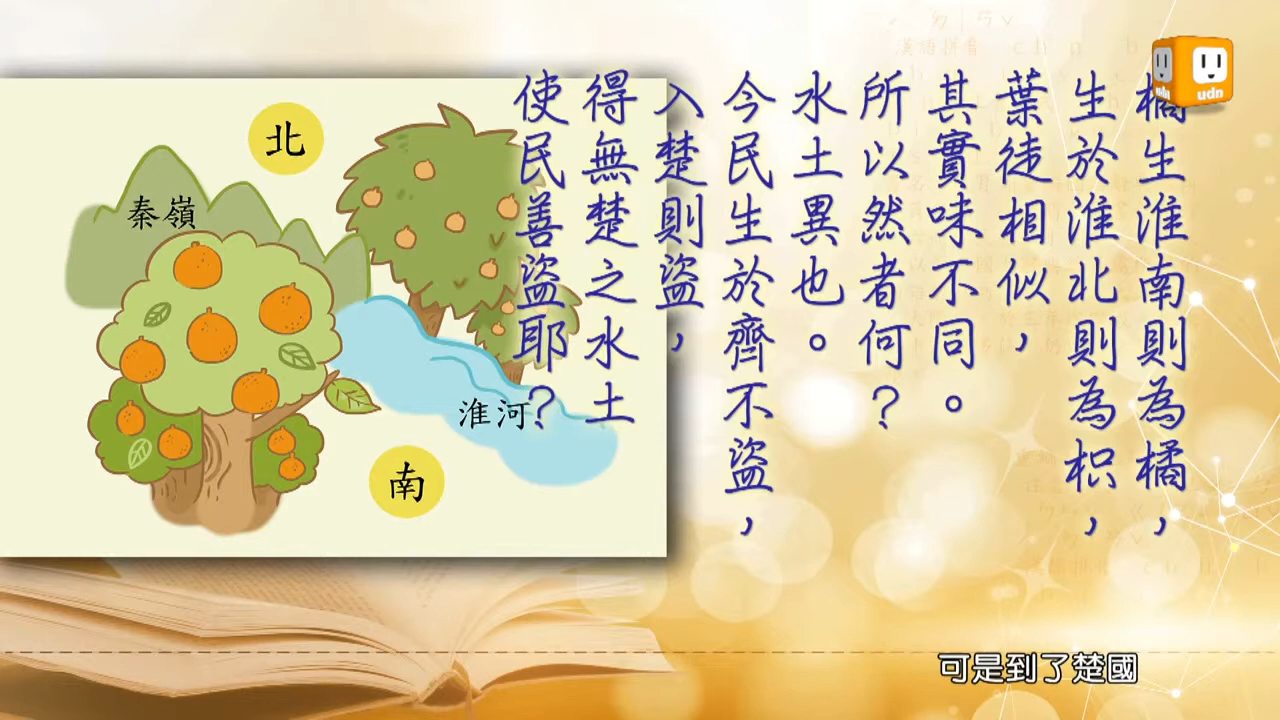 橘生淮南則為橘，
生於淮北則為枳，
葉徒相似，
其實味不同。
所以然者何？
水土異也。
今民生於齊不盜，
入楚則盜，
得無楚之水土
使民善盜耶？
北
秦嶺
淮河
南
udn
可是到了楚國